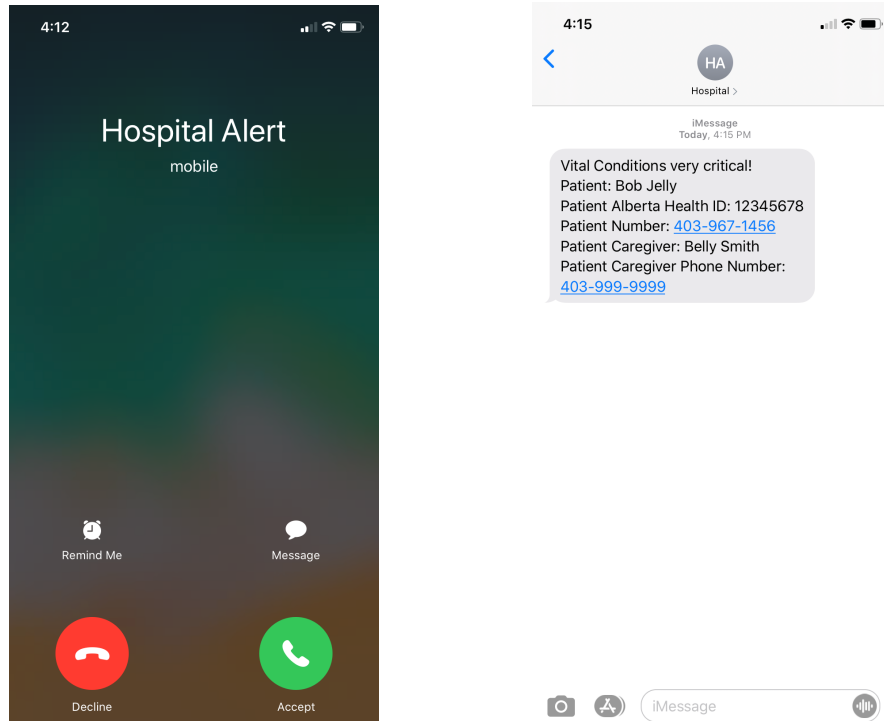 4:12
Hospital Alert
mobile
Remind Me
Message
Decline
Accept
4:15
HA
Hospital >
iMessage
Today, 4:15 PM
Vital Conditions very critical!
Patient: Bob Jelly
Patient Alberta Health ID: 12345678
Patient Number: 403-967-1456
Patient Caregiver: Belly Smith
Patient Caregiver Phone Number:
403-999-9999
iMessage